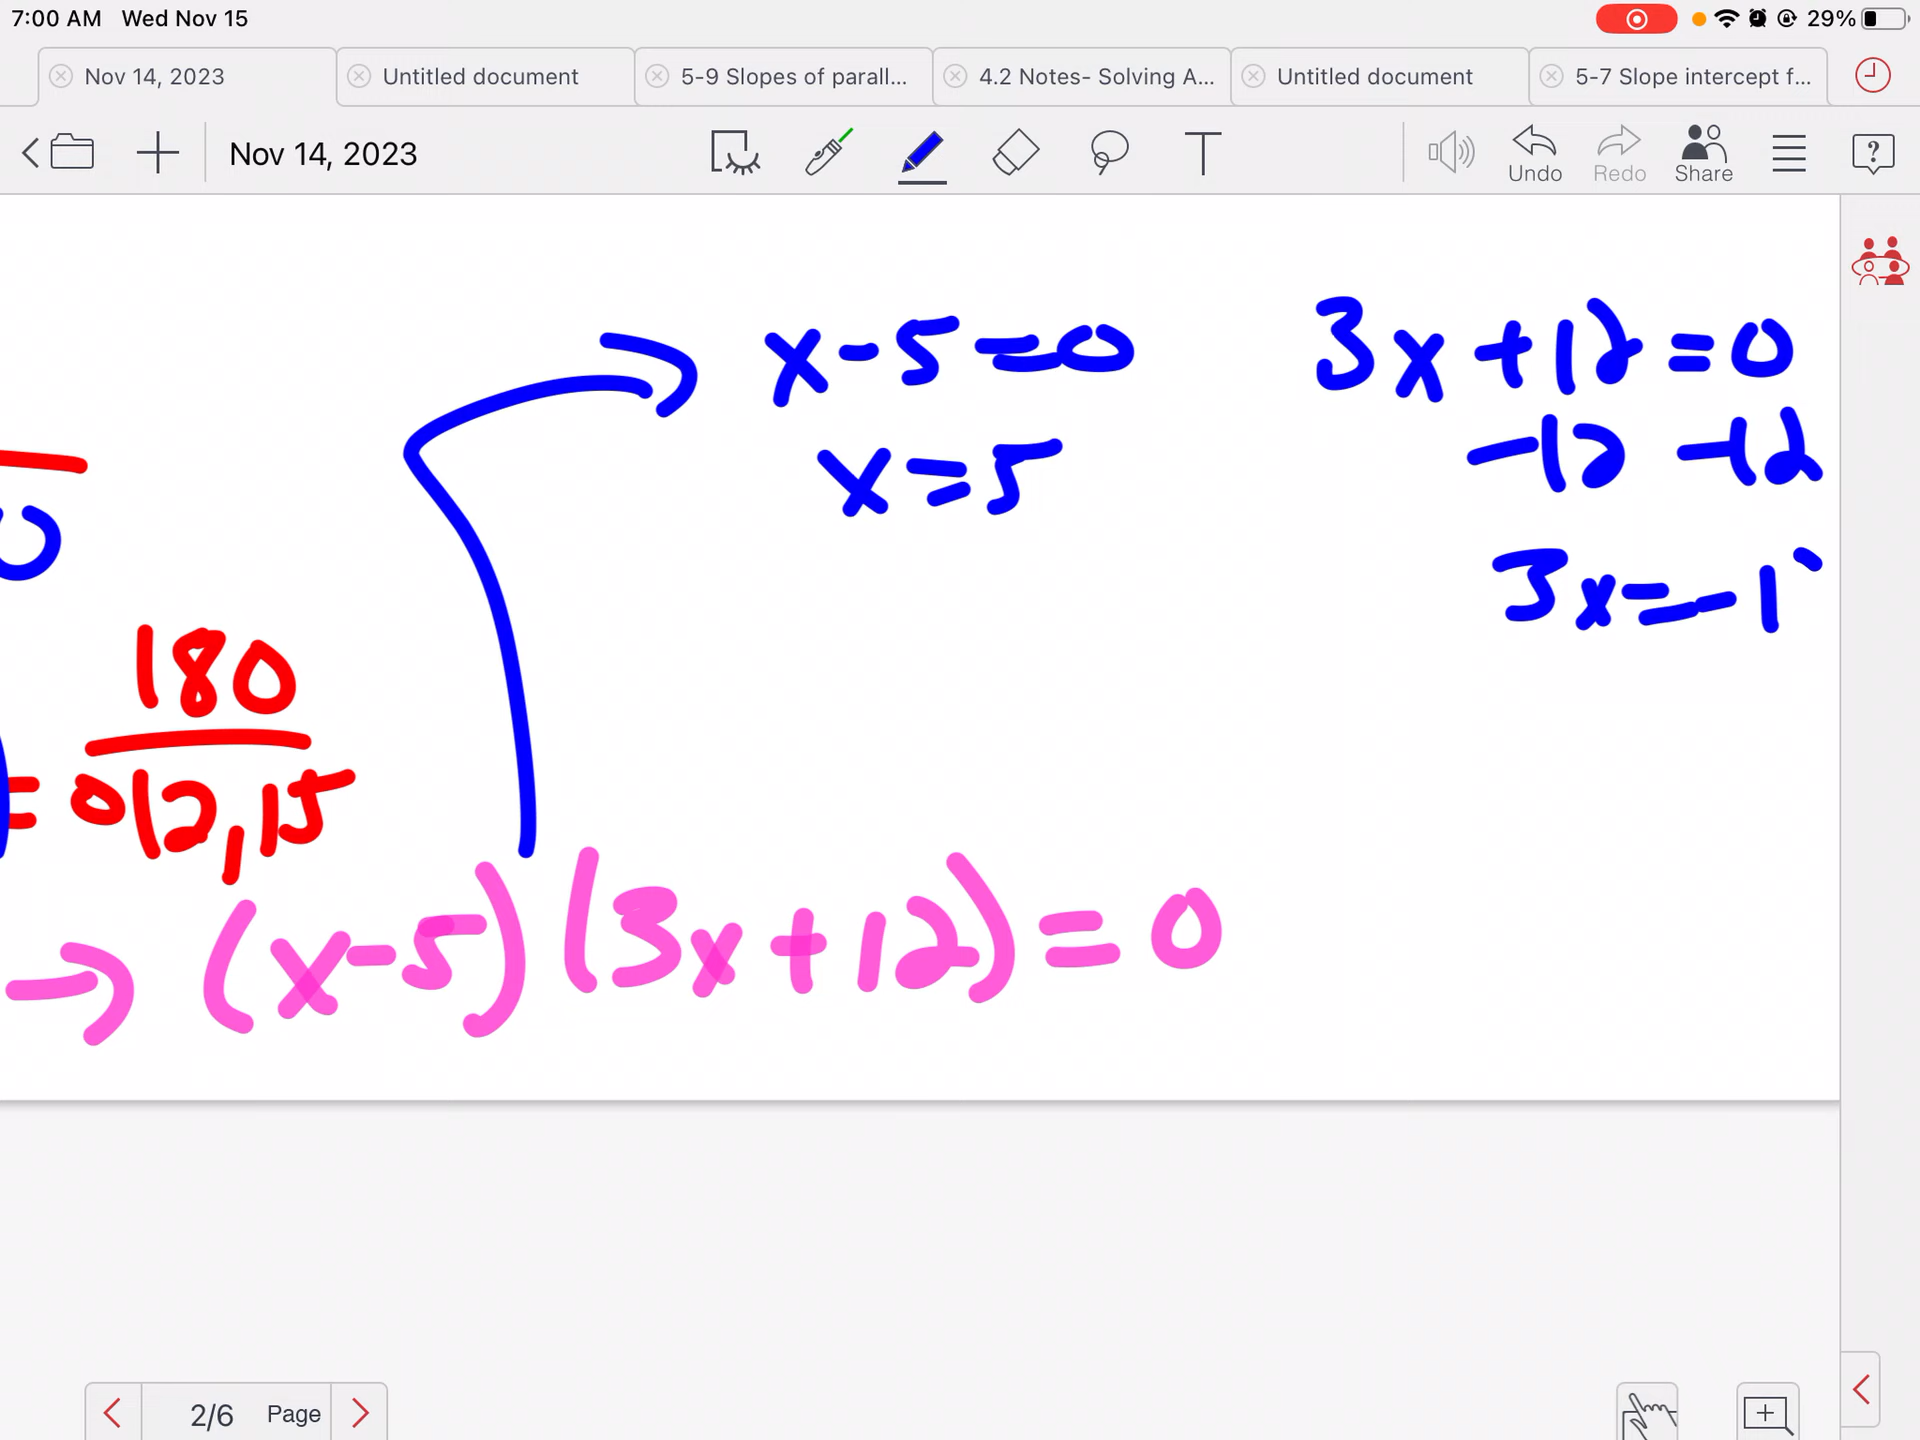 7:00 AM Wed Nov 15
29%
Nov 14, 2023
Untitled document
5-9 Slopes of parall...
4.2 Notes- Solving A...
Untitled document
5-7 Slope intercept f...
Nov 14, 2023
T
Undo
Redo
Share
?
x-5=0
x=5
3x+12=0
-12 -12
3x=-1
180
= 12,15
→ (x-5)(3x+12)=0
2/6 Page